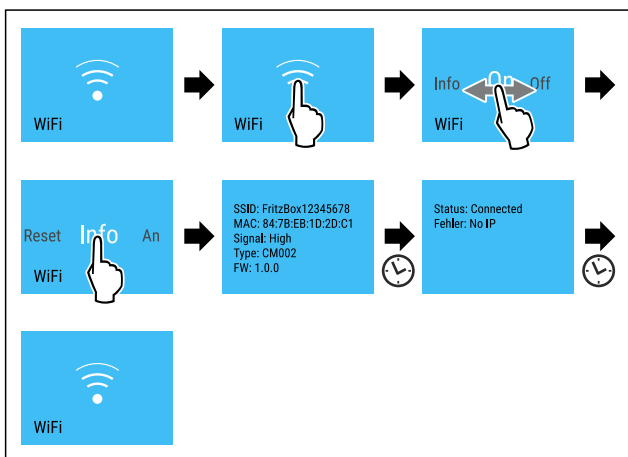 WiFi
WiFi
Info On Off
WiFi
Reset Info An
WiFi
SSID: FritzBox12345678
MAC: 84:7B:EB:1D:2D:C1
Signal: High
Type: CM002
FW: 1.0.0
Status: Connected
Fehler: No IP
WiFi